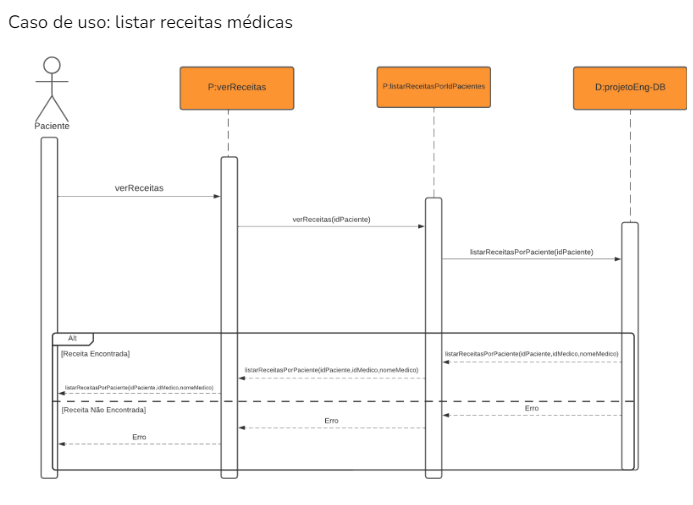 Caso de uso: listar receitas médicas
Paciente
P:verReceitas
P:listarReceitasPorIdPacientes
D:projetoEng-DB
verReceitas
verReceitas(idPaciente)
listarReceitasPorPaciente(idPaciente)
Alt
[Receita Encontrada]
listarReceitasPorPaciente(idPaciente,idMedico,nomeMedico)
listarReceitasPorPaciente(idPaciente,idMedico,nomeMedico)
listarReceitasPorPaciente(idPaciente,idMedico,nomeMedico)
[Receita Não Encontrada]
Erro
Erro
Erro